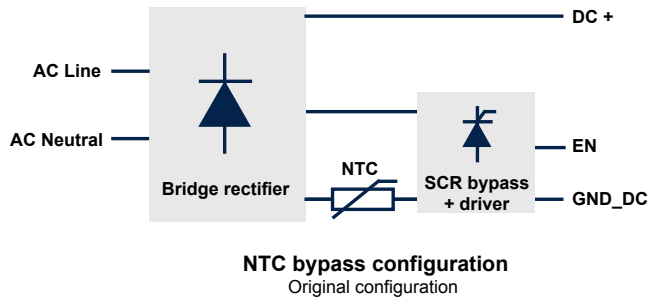 DC +
AC Line
AC Neutral
Bridge rectifier
NTC
SCR bypass
+ driver
EN
GND_DC
NTC bypass configuration
Original configuration